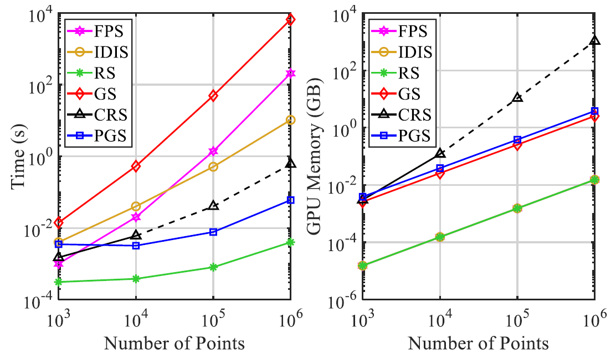 10^4
10^2
10^0
10^-2
10^-4
Time (s)
FPS
IDIS
RS
GS
CRS
PGS
10^3
10^4
10^5
10^6
Number of Points
10^4
10^2
10^0
10^-2
10^-4
10^-6
GPU Memory (GB)
FPS
IDIS
RS
GS
CRS
PGS
10^3
10^4
10^5
10^6
Number of Points